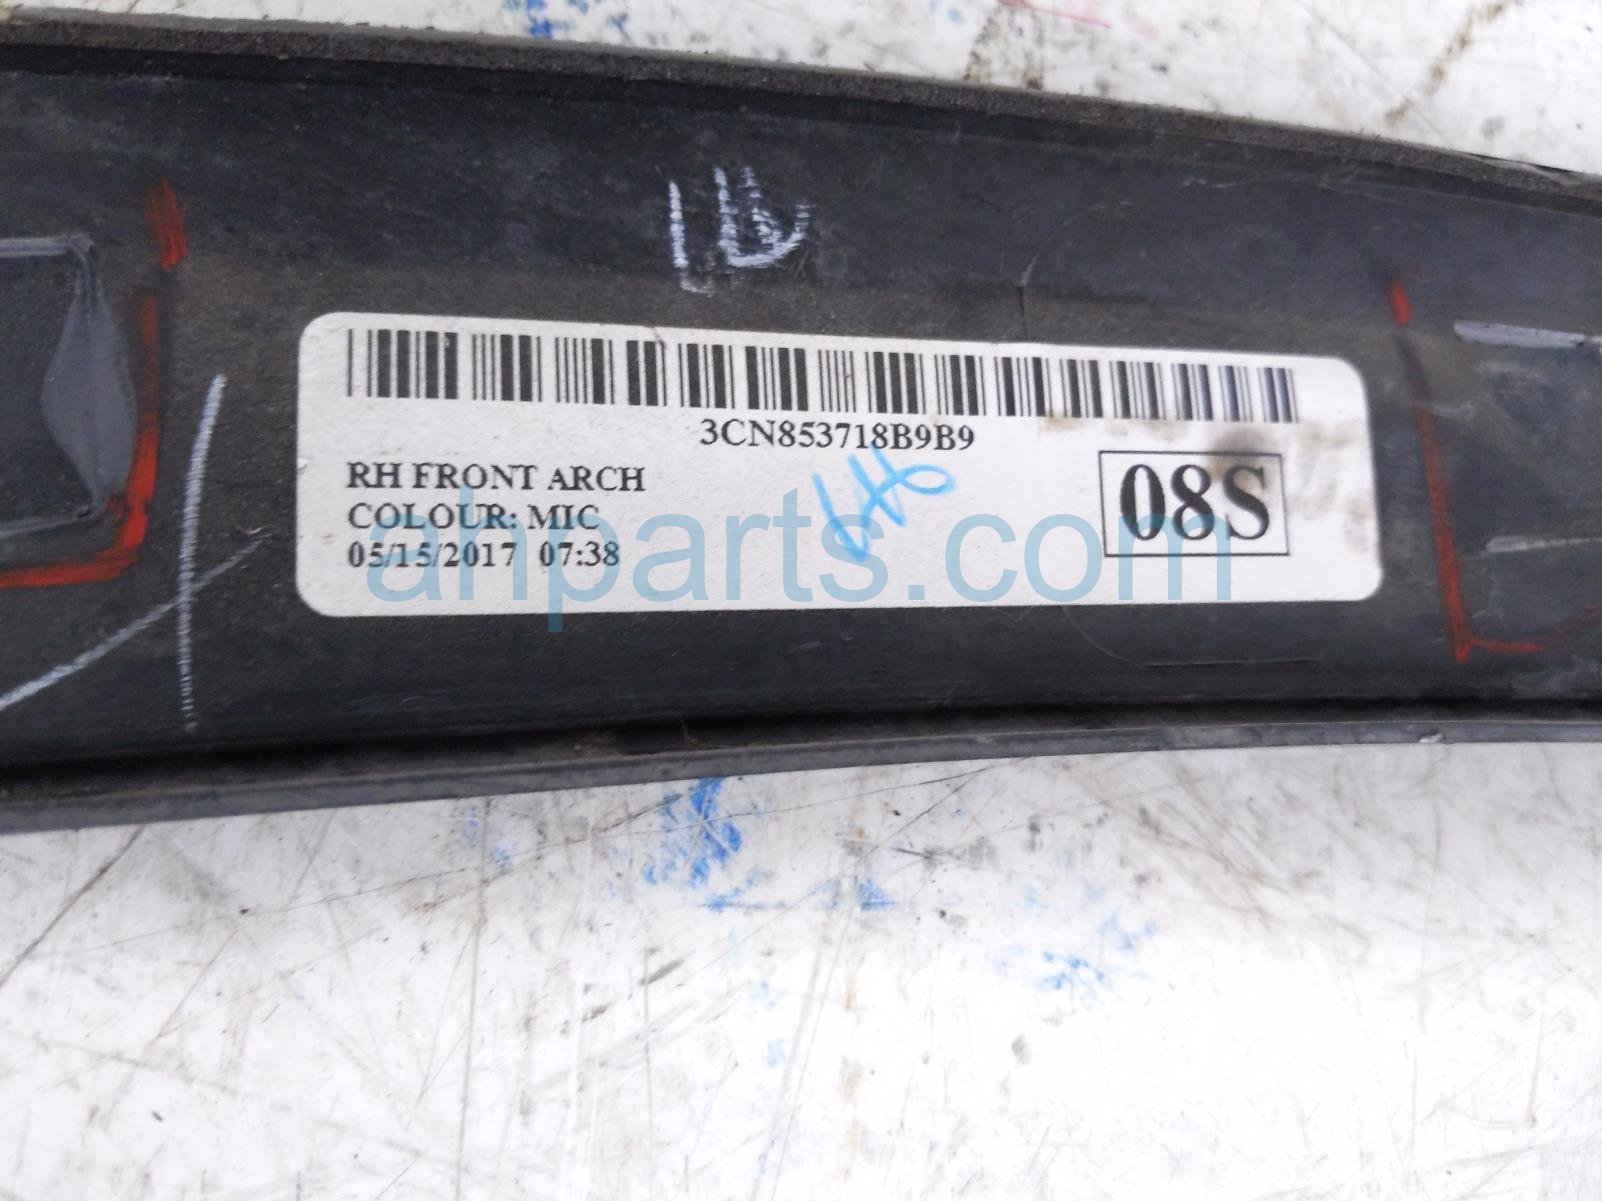 3CN853718B9B9
RH FRONT ARCH
COLOUR: MIC
05/15/2017 07:38
08S
ahparts.com